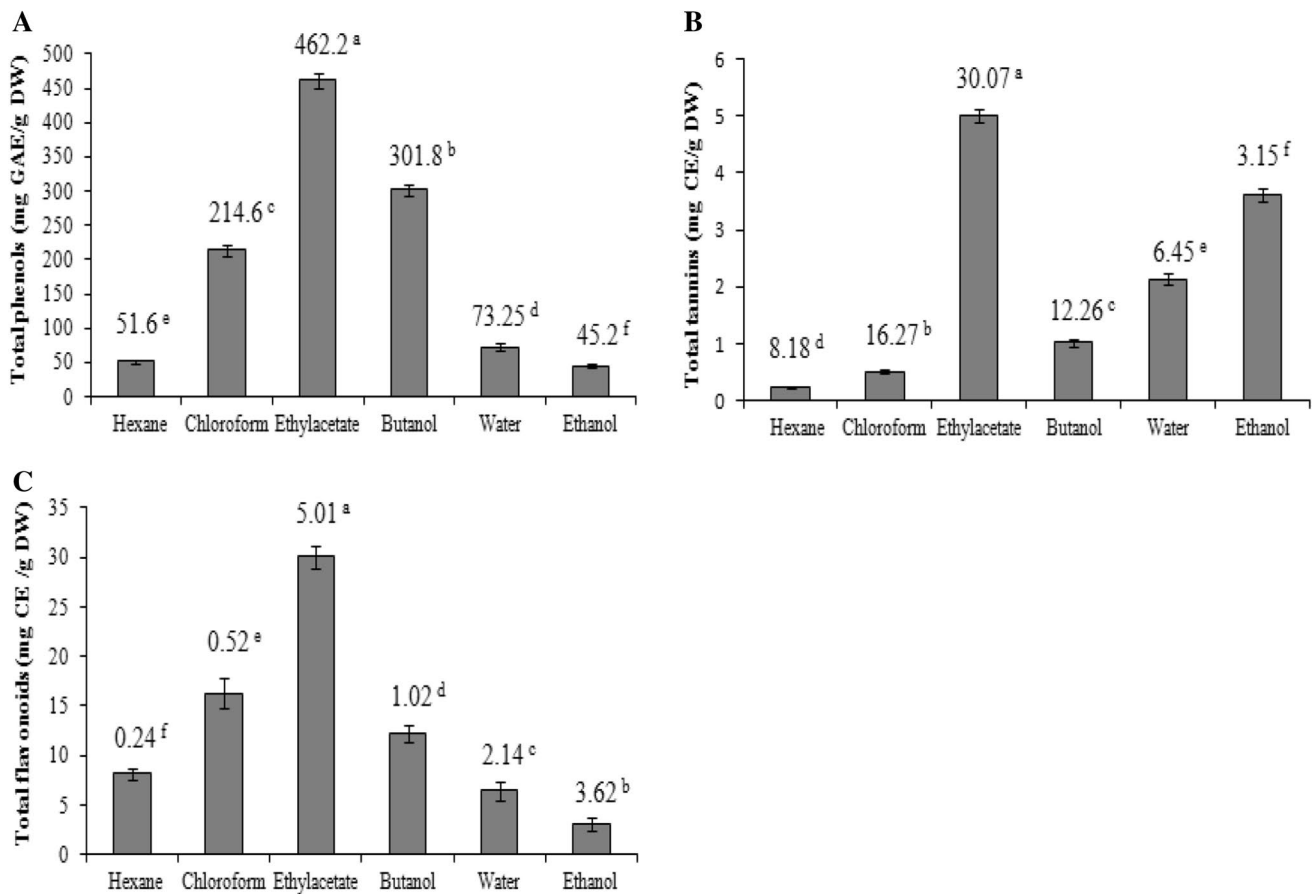 A
Total phenols (mg GAE/g DW)
500
450
400
350
300
250
200
150
100
50
0
51.6 e
214.6 c
462.2 a
301.8 b
73.25 d
45.2 f
Hexane Chloroform Ethylacetate Butanol Water Ethanol
B
Total tannins (mg CE/g DW)
6
5
4
3
2
1
0
8.18 d
16.27 b
30.07 a
12.26 c
6.45 e
3.15 f
Hexane Chloroform Ethylacetate Butanol Water Ethanol
C
Total flavonoids (mg CE /g DW)
35
30
25
20
15
10
5
0
0.24 f
0.52 e
5.01 a
1.02 d
2.14 c
3.62 b
Hexane Chloroform Ethylacetate Butanol Water Ethanol